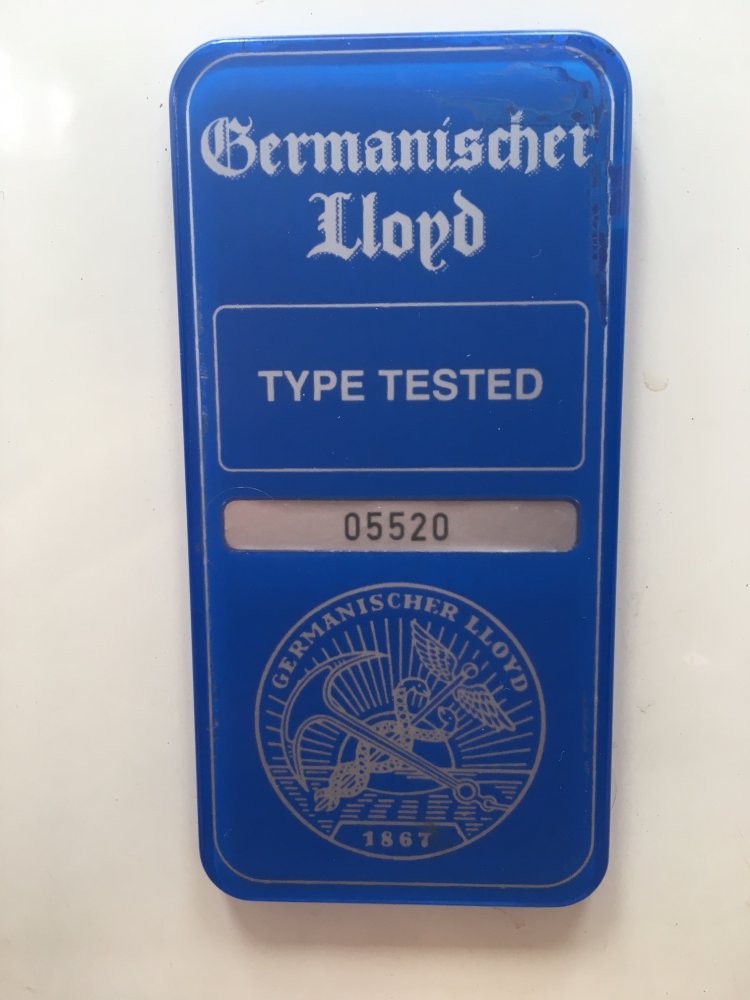 Germanischer
Lloyd
TYPE TESTED
05520
GERMANISCHER LLOYD
1867